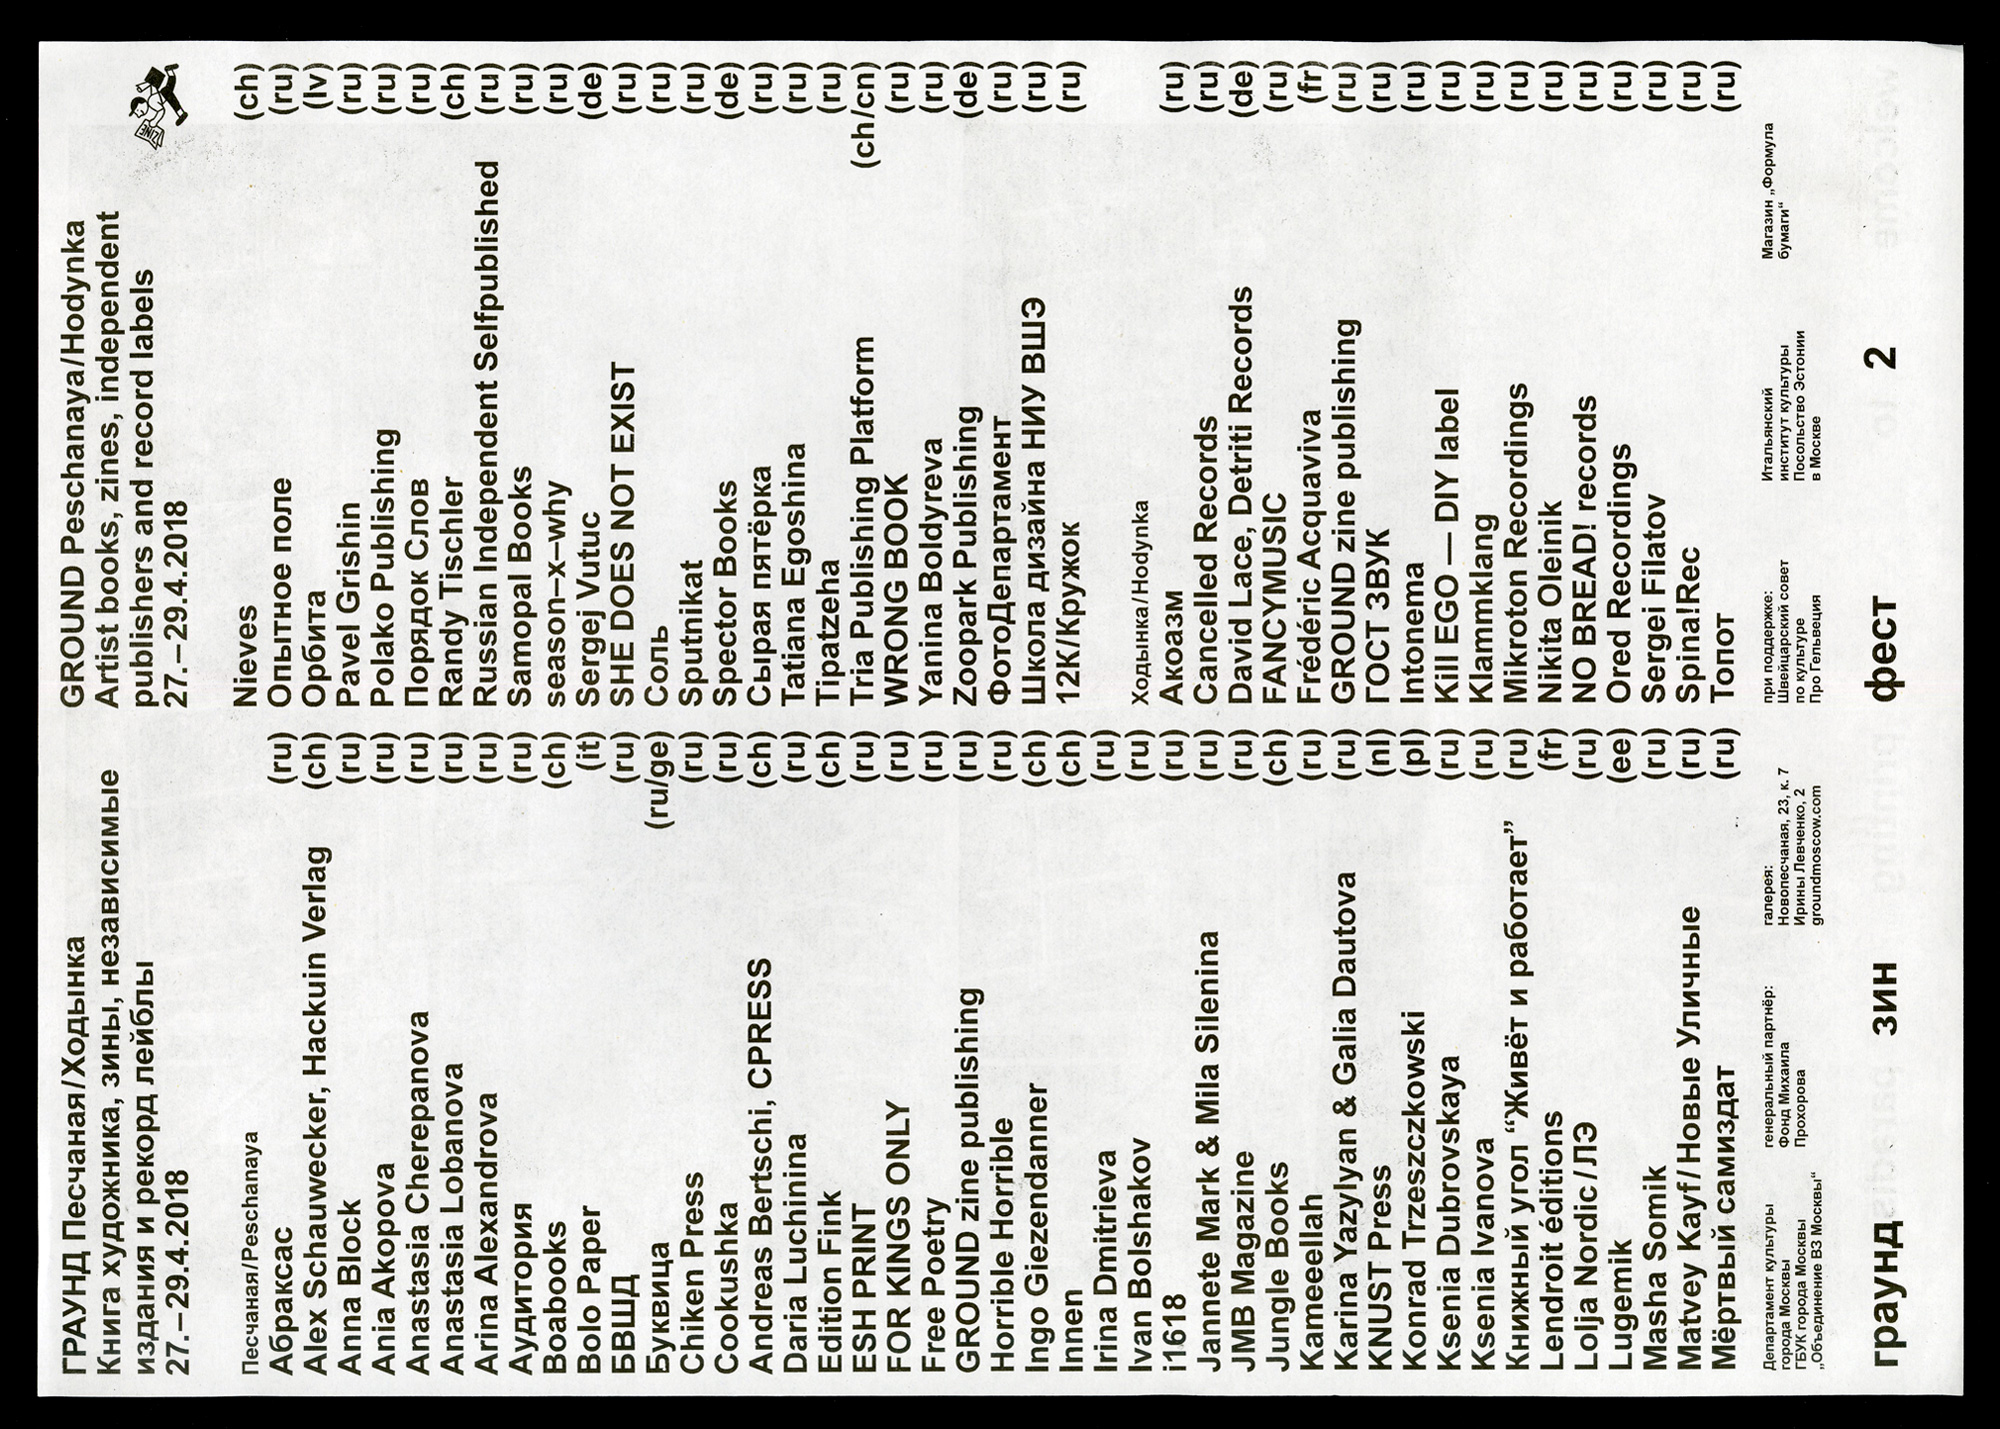 ГРАУНД Песчаная/Ходынка
Книга художника, зины, независимые
издания и рекорд лейблы
27.–29.4.2018
GROUND Peschanaya/Hodynka
Artist books, zines, independent
publishers and record labels
27.–29.4.2018
ZINE
Песчаная/Peschanaya
Абраксас (ru)
Alex Schauwecker, Hackuin Verlag (ch)
Anna Block (ru)
Ania Akopova (ru)
Anastasia Cherepanova (ru)
Anastasia Lobanova (ru)
Arina Alexandrova (ru)
Аудитория (ru)
Boabooks (ch)
Bolo Paper (it)
БВШД (ru)
Буквица (ru/ge)
Chiken Press (ru)
Cookushka (ru)
Andreas Bertschi, CPRESS (ch)
Daria Luchinina (ru)
Edition Fink (ch)
ESH PRINT (ru)
FOR KINGS ONLY (ru)
Free Poetry (ru)
GROUND zine publishing (ru)
Horrible Horrible (ru)
Ingo Giezendanner (ch)
Innen (ch)
Irina Dmitrieva (ru)
Ivan Bolshakov (ru)
i1618 (ru)
Jannete Mark & Mila Silenina (ru)
JMB Magazine (ru)
Jungle Books (ch)
Kameeellah (ru)
Karina Yazylyan & Galia Dautova (ru)
KNUST Press (nl)
Konrad Trzeszczkowski (pl)
Ksenia Dubrovskaya (ru)
Ksenia Ivanova (ru)
Книжный угол “Живёт и работает” (ru)
Lendroit éditions (fr)
Lolja Nordic/ЛЭ (ru)
Lugemik (ee)
Masha Somik (ru)
Matvey Kayf/Новые Уличные (ru)
Мёртвый самиздат (ru)
Nieves (ch)
Опытное поле (ru)
Орбита (lv)
Pavel Grishin (ru)
Polako Publishing (ru)
Порядок Слов (ru)
Randy Tischler (ch)
Russian Independent Selfpublished (ru)
Samopal Books (ru)
season–x–why (ru)
Sergej Vutuc (de)
SHE DOES NOT EXIST (ru)
Соль (ru)
Sputnikat (ru)
Spector Books (de)
Сырая пятёрка (ru)
Tatiana Egoshina (ru)
Tipatzeha (ru)
Tria Publishing Platform (ch/cn)
WRONG BOOK (ru)
Yanina Boldyreva (ru)
Zoopark Publishing (de)
ФотоДепартамент (ru)
Школа дизайна НИУ ВШЭ (ru)
12К/Кружок (ru)
Ходынка/Hodynka
Акоазм (ru)
Cancelled Records (ru)
David Lace, Detriti Records (de)
FANCYMUSIC (ru)
Frédéric Acquaviva (fr)
GROUND zine publishing (ru)
ГОСТ ЗВУК (ru)
Intonema (ru)
Kill EGO — DIY label (ru)
Klammklang (ru)
Mikroton Recordings (ru)
Nikita Oleinik (ru)
NO BREAD! records (ru)
Ored Recordings (ru)
Sergei Filatov (ru)
Spina!Rec (ru)
Топот (ru)
Департамент культуры
города Москвы
ГБУК города Москвы
„Объединение ВЗ Москвы“
генеральный партнёр:
Фонд Михаила
Прохорова
галерея:
Новопесчаная, 23, к. 7
Ирины Левченко, 2
groundmoscow.com
при поддержке:
Швейцарский совет
по культуре
Про Гельвеция
Итальянский
институт культуры
Посольство Эстонии
в Москве
Магазин „Формула
бумаги“
граунд зин фест 2